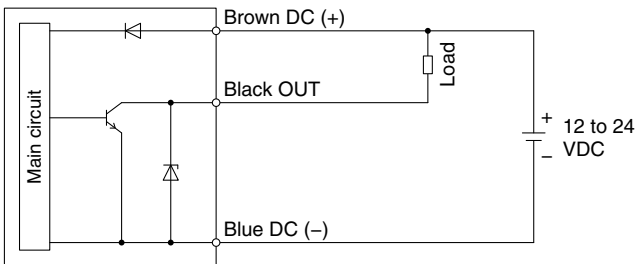 Brown DC (+)
Main circuit
Black OUT
Load
+
12 to 24
VDC
−
Blue DC (−)